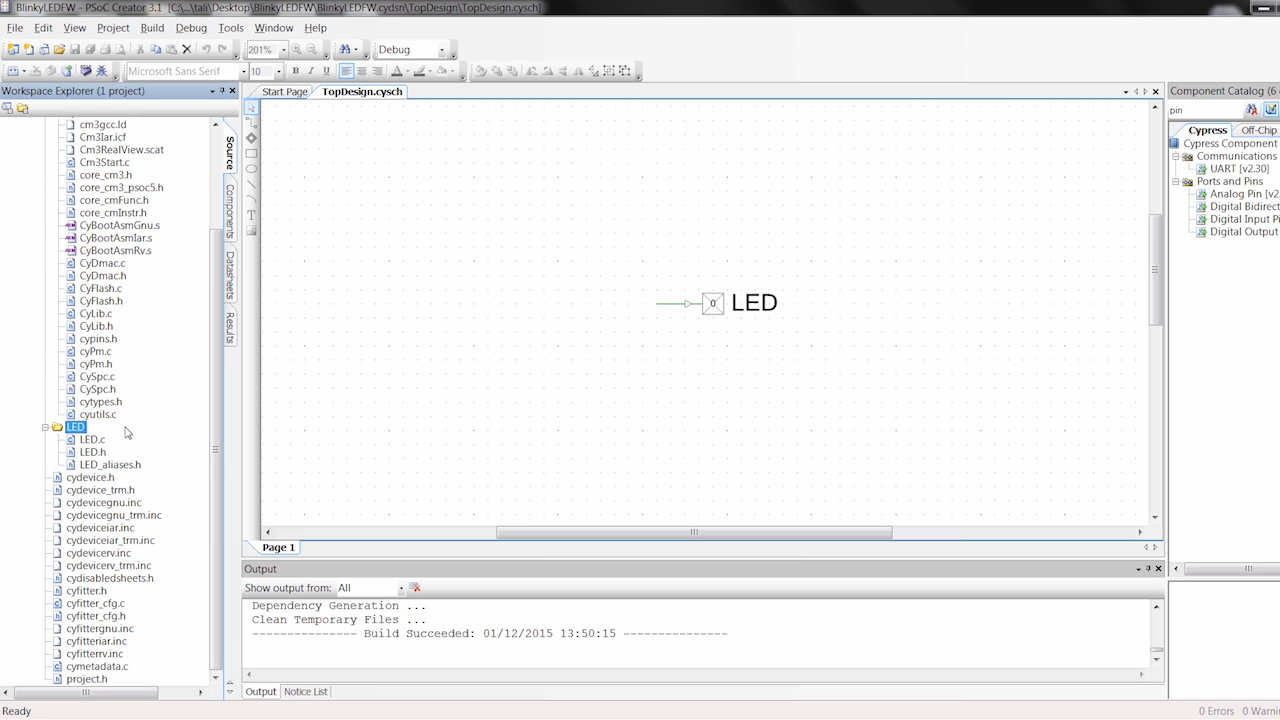 BlinkyLEDFW - PSoC Creator 3.1 [C:\...\tali\Desktop\BlinkyLEDFW\BlinkyLEDFW.cydsn\TopDesign\TopDesign.cysch]
File Edit View Project Build Debug Tools Window Help
201% Debug
Microsoft Sans Serif 10 B I U A
Workspace Explorer (1 project)
cm3gcc.ld
Cm3Iar.icf
Cm3RealView.scat
Cm3Start.c
core_cm3.h
core_cm3_psoc5.h
core_cmFunc.h
core_cmInstr.h
CyBootAsmGnu.s
CyBootAsmIar.s
CyBootAsmRv.s
CyDmac.c
CyDmac.h
CyFlash.c
CyFlash.h
CyLib.c
CyLib.h
cypins.h
cyPm.c
cyPm.h
CySpc.c
CySpc.h
cytypes.h
cyutils.c
LED
LED.c
LED.h
LED_aliases.h
cydevice.h
cydevice_trm.h
cydevicegnu.inc
cydevicegnu_trm.inc
cydeviceiar.inc
cydeviceiar_trm.inc
cydevicerv.inc
cydevicerv_trm.inc
cydisabledsheets.h
cyfitter.h
cyfitter_cfg.c
cyfitter_cfg.h
cyfittergnu.inc
cyfitteriar.inc
cyfitterrv.inc
cymetadata.c
project.h
Source
Components
Datasheets
Results
Start Page TopDesign.cysch
T
0 LED
Page 1
Output
Show output from: All
Dependency Generation ...
Clean Temporary Files ...
--------------- Build Succeeded: 01/12/2015 13:50:15 ---------------
Output Notice List
Component Catalog (6
pin
Cypress Off-Chip
Cypress Component
Communications
UART [v2.30]
Ports and Pins
Analog Pin [v2.
Digital Bidirect
Digital Input Pi
Digital Output
Ready
0 Errors 0 Warnin